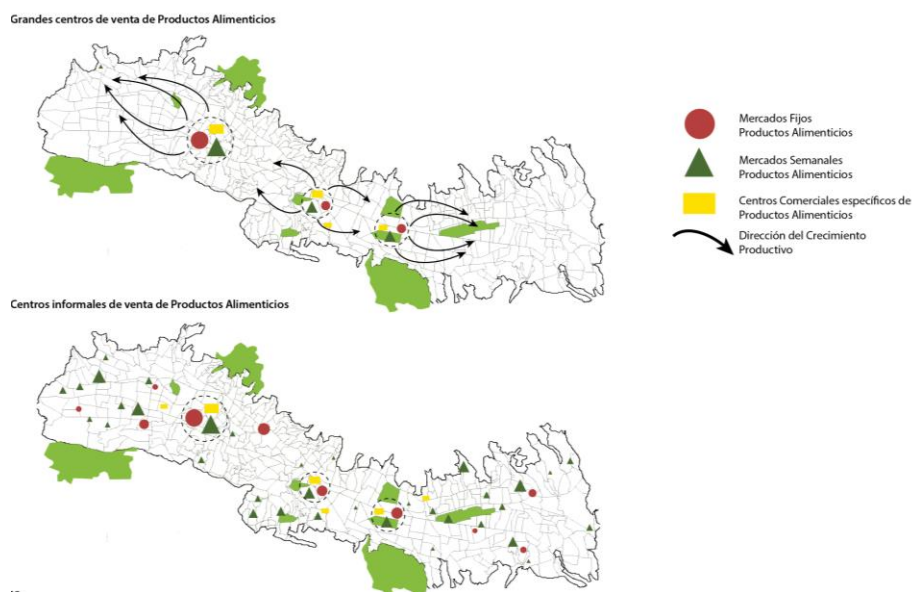 Grandes centros de venta de Productos Alimenticios
Mercados Fijos
Productos Alimenticios
Mercados Semanales
Productos Alimenticios
Centros Comerciales específicos de
Productos Alimenticios
Dirección del Crecimiento
Productivo
Centros informales de venta de Productos Alimenticios